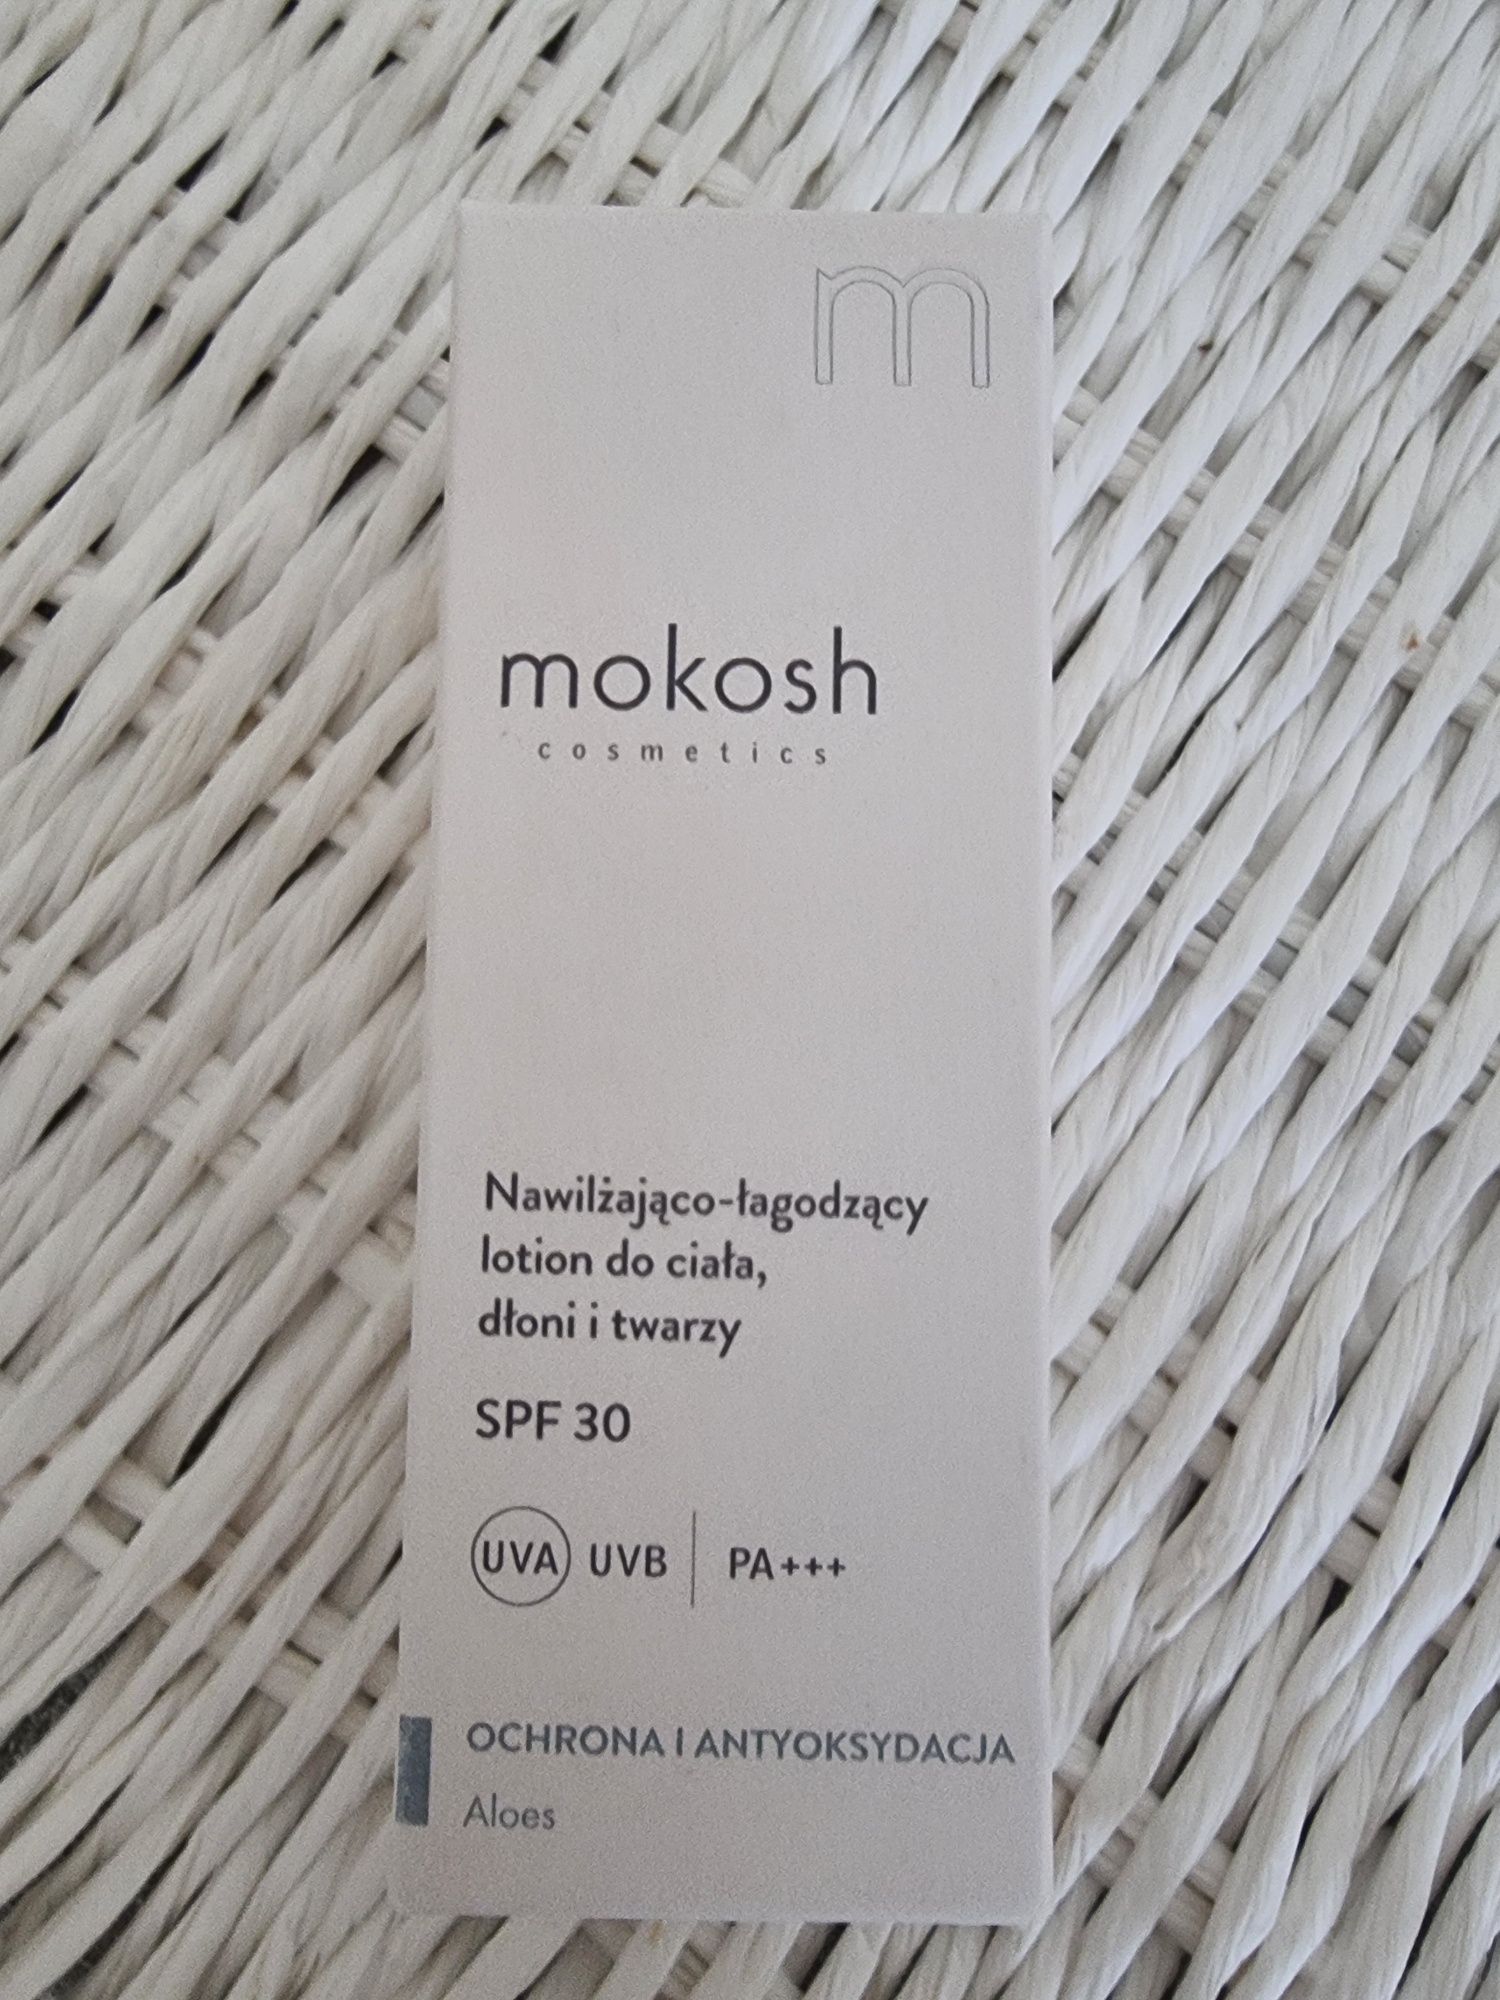 m
mokosh
cosmetics
Nawilżająco-łagodzący
lotion do ciała,
dłoni i twarzy
SPF 30
UVA UVB | PA+++
OCHRONA I ANTYOKSYDACJA
Aloes